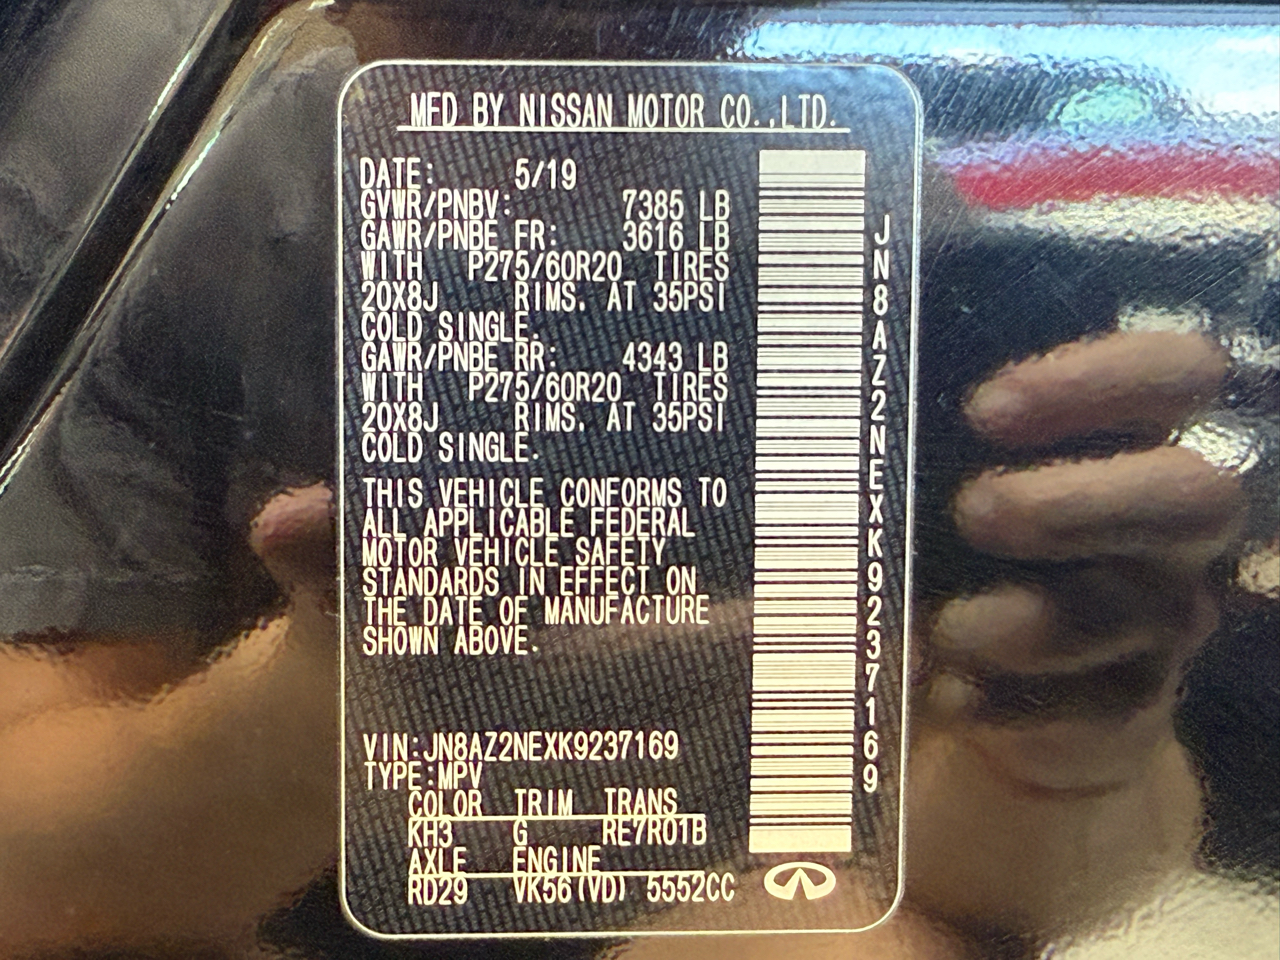 MFD BY NISSAN MOTOR CO.,LTD.
DATE: 5/19
GVWR/PNBV: 7385 LB
GAWR/PNBE FR: 3616 LB
WITH P275/60R20 TIRES
20X8J RIMS. AT 35PSI
COLD SINGLE.
GAWR/PNBE RR: 4343 LB
WITH P275/60R20 TIRES
20X8J RIMS. AT 35PSI
COLD SINGLE.
THIS VEHICLE CONFORMS TO
ALL APPLICABLE FEDERAL
MOTOR VEHICLE SAFETY
STANDARDS IN EFFECT ON
THE DATE OF MANUFACTURE
SHOWN ABOVE.
VIN:JN8AZ2NEXK9237169
TYPE:MPV
COLOR TRIM TRANS
KH3 G RE7R01B
AXLE ENGINE
RD29 VK56(VD) 5552CC
JN8AZ2NEXK9237169